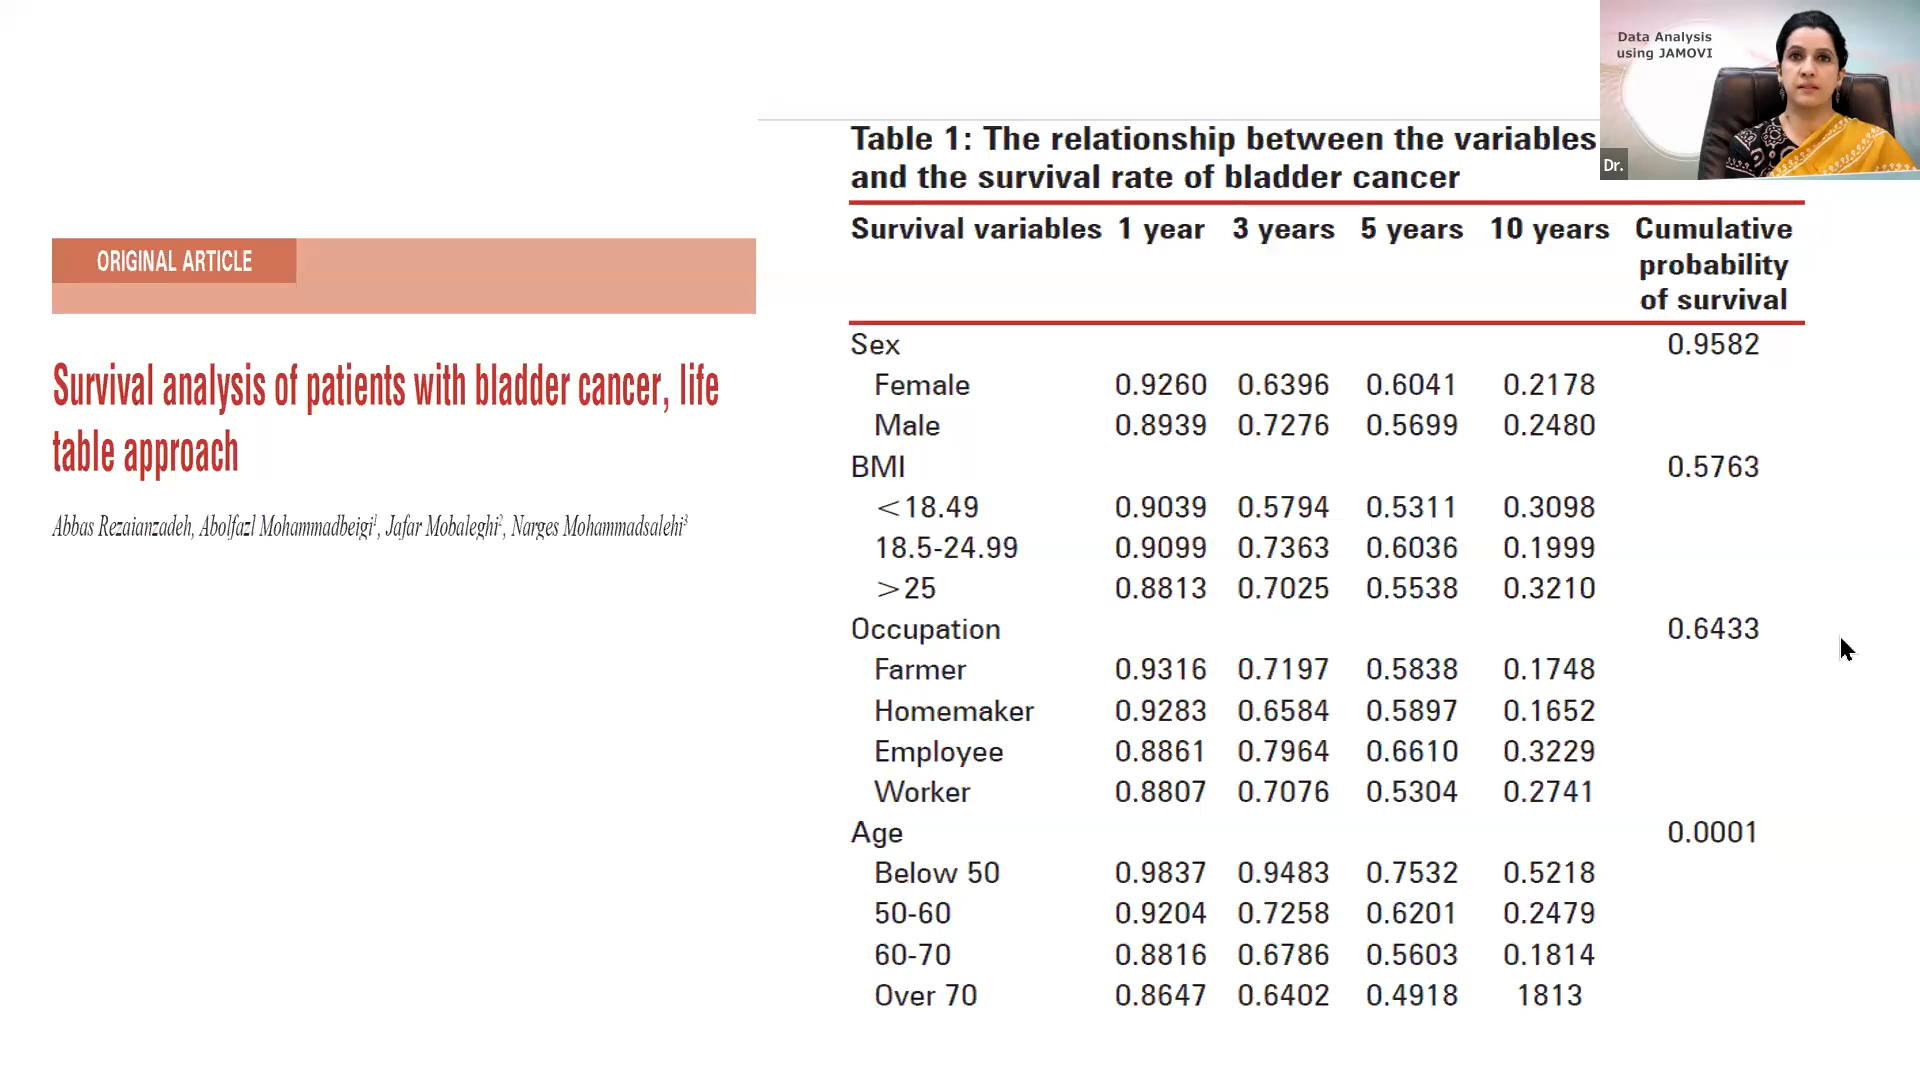 Data Analysis
using JAMOVI
Dr.
ORIGINAL ARTICLE
Survival analysis of patients with bladder cancer, life
table approach
Abbas Rezaianzadeh, Abolfazl Mohammadbeigi¹, Jafar Mobaleghi², Narges Mohammadsalehi³
Table 1: The relationship between the variables
and the survival rate of bladder cancer
Survival variables 1 year 3 years 5 years 10 years Cumulative
probability
of survival
Sex 0.9582
Female 0.9260 0.6396 0.6041 0.2178
Male 0.8939 0.7276 0.5699 0.2480
BMI 0.5763
<18.49 0.9039 0.5794 0.5311 0.3098
18.5-24.99 0.9099 0.7363 0.6036 0.1999
>25 0.8813 0.7025 0.5538 0.3210
Occupation 0.6433
Farmer 0.9316 0.7197 0.5838 0.1748
Homemaker 0.9283 0.6584 0.5897 0.1652
Employee 0.8861 0.7964 0.6610 0.3229
Worker 0.8807 0.7076 0.5304 0.2741
Age 0.0001
Below 50 0.9837 0.9483 0.7532 0.5218
50-60 0.9204 0.7258 0.6201 0.2479
60-70 0.8816 0.6786 0.5603 0.1814
Over 70 0.8647 0.6402 0.4918 1813